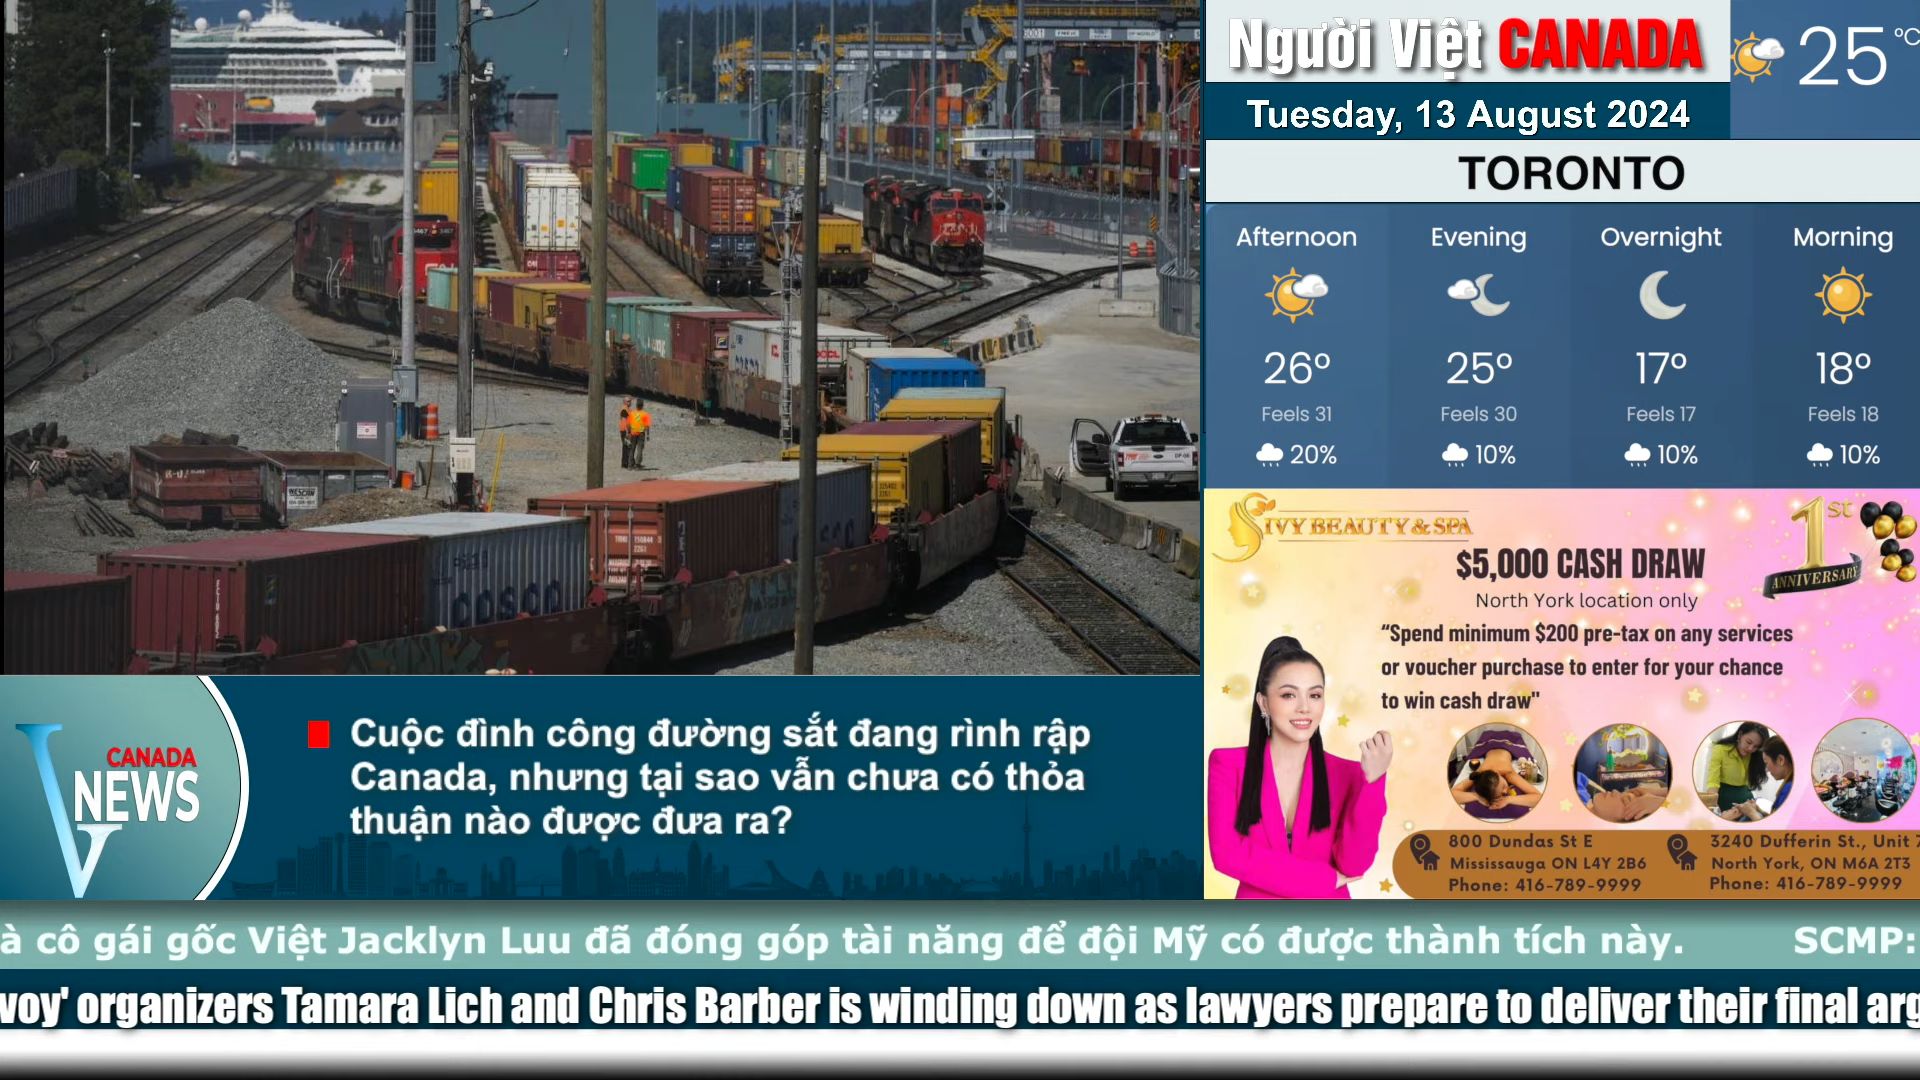 Người Việt CANADA
Tuesday, 13 August 2024
25 °C
TORONTO
Afternoon Evening Overnight Morning
26° 25° 17° 18°
Feels 31 Feels 30 Feels 17 Feels 18
20% 10% 10% 10%
IVY BEAUTY & SPA
1st
ANNIVERSARY
$5,000 CASH DRAW
North York location only
“Spend minimum $200 pre-tax on any services
or voucher purchase to enter for your chance
to win cash draw"
800 Dundas St E
Mississauga ON L4Y 2B6
Phone: 416-789-9999
3240 Dufferin St., Unit 7
North York, ON M6A 2T3
Phone: 416-789-9999
COSCO
V CANADA
NEWS
Cuộc đình công đường sắt đang rình rập
Canada, nhưng tại sao vẫn chưa có thỏa
thuận nào được đưa ra?
à cô gái gốc Việt Jacklyn Luu đã đóng góp tài năng để đội Mỹ có được thành tích này. SCMP:
voy' organizers Tamara Lich and Chris Barber is winding down as lawyers prepare to deliver their final arg